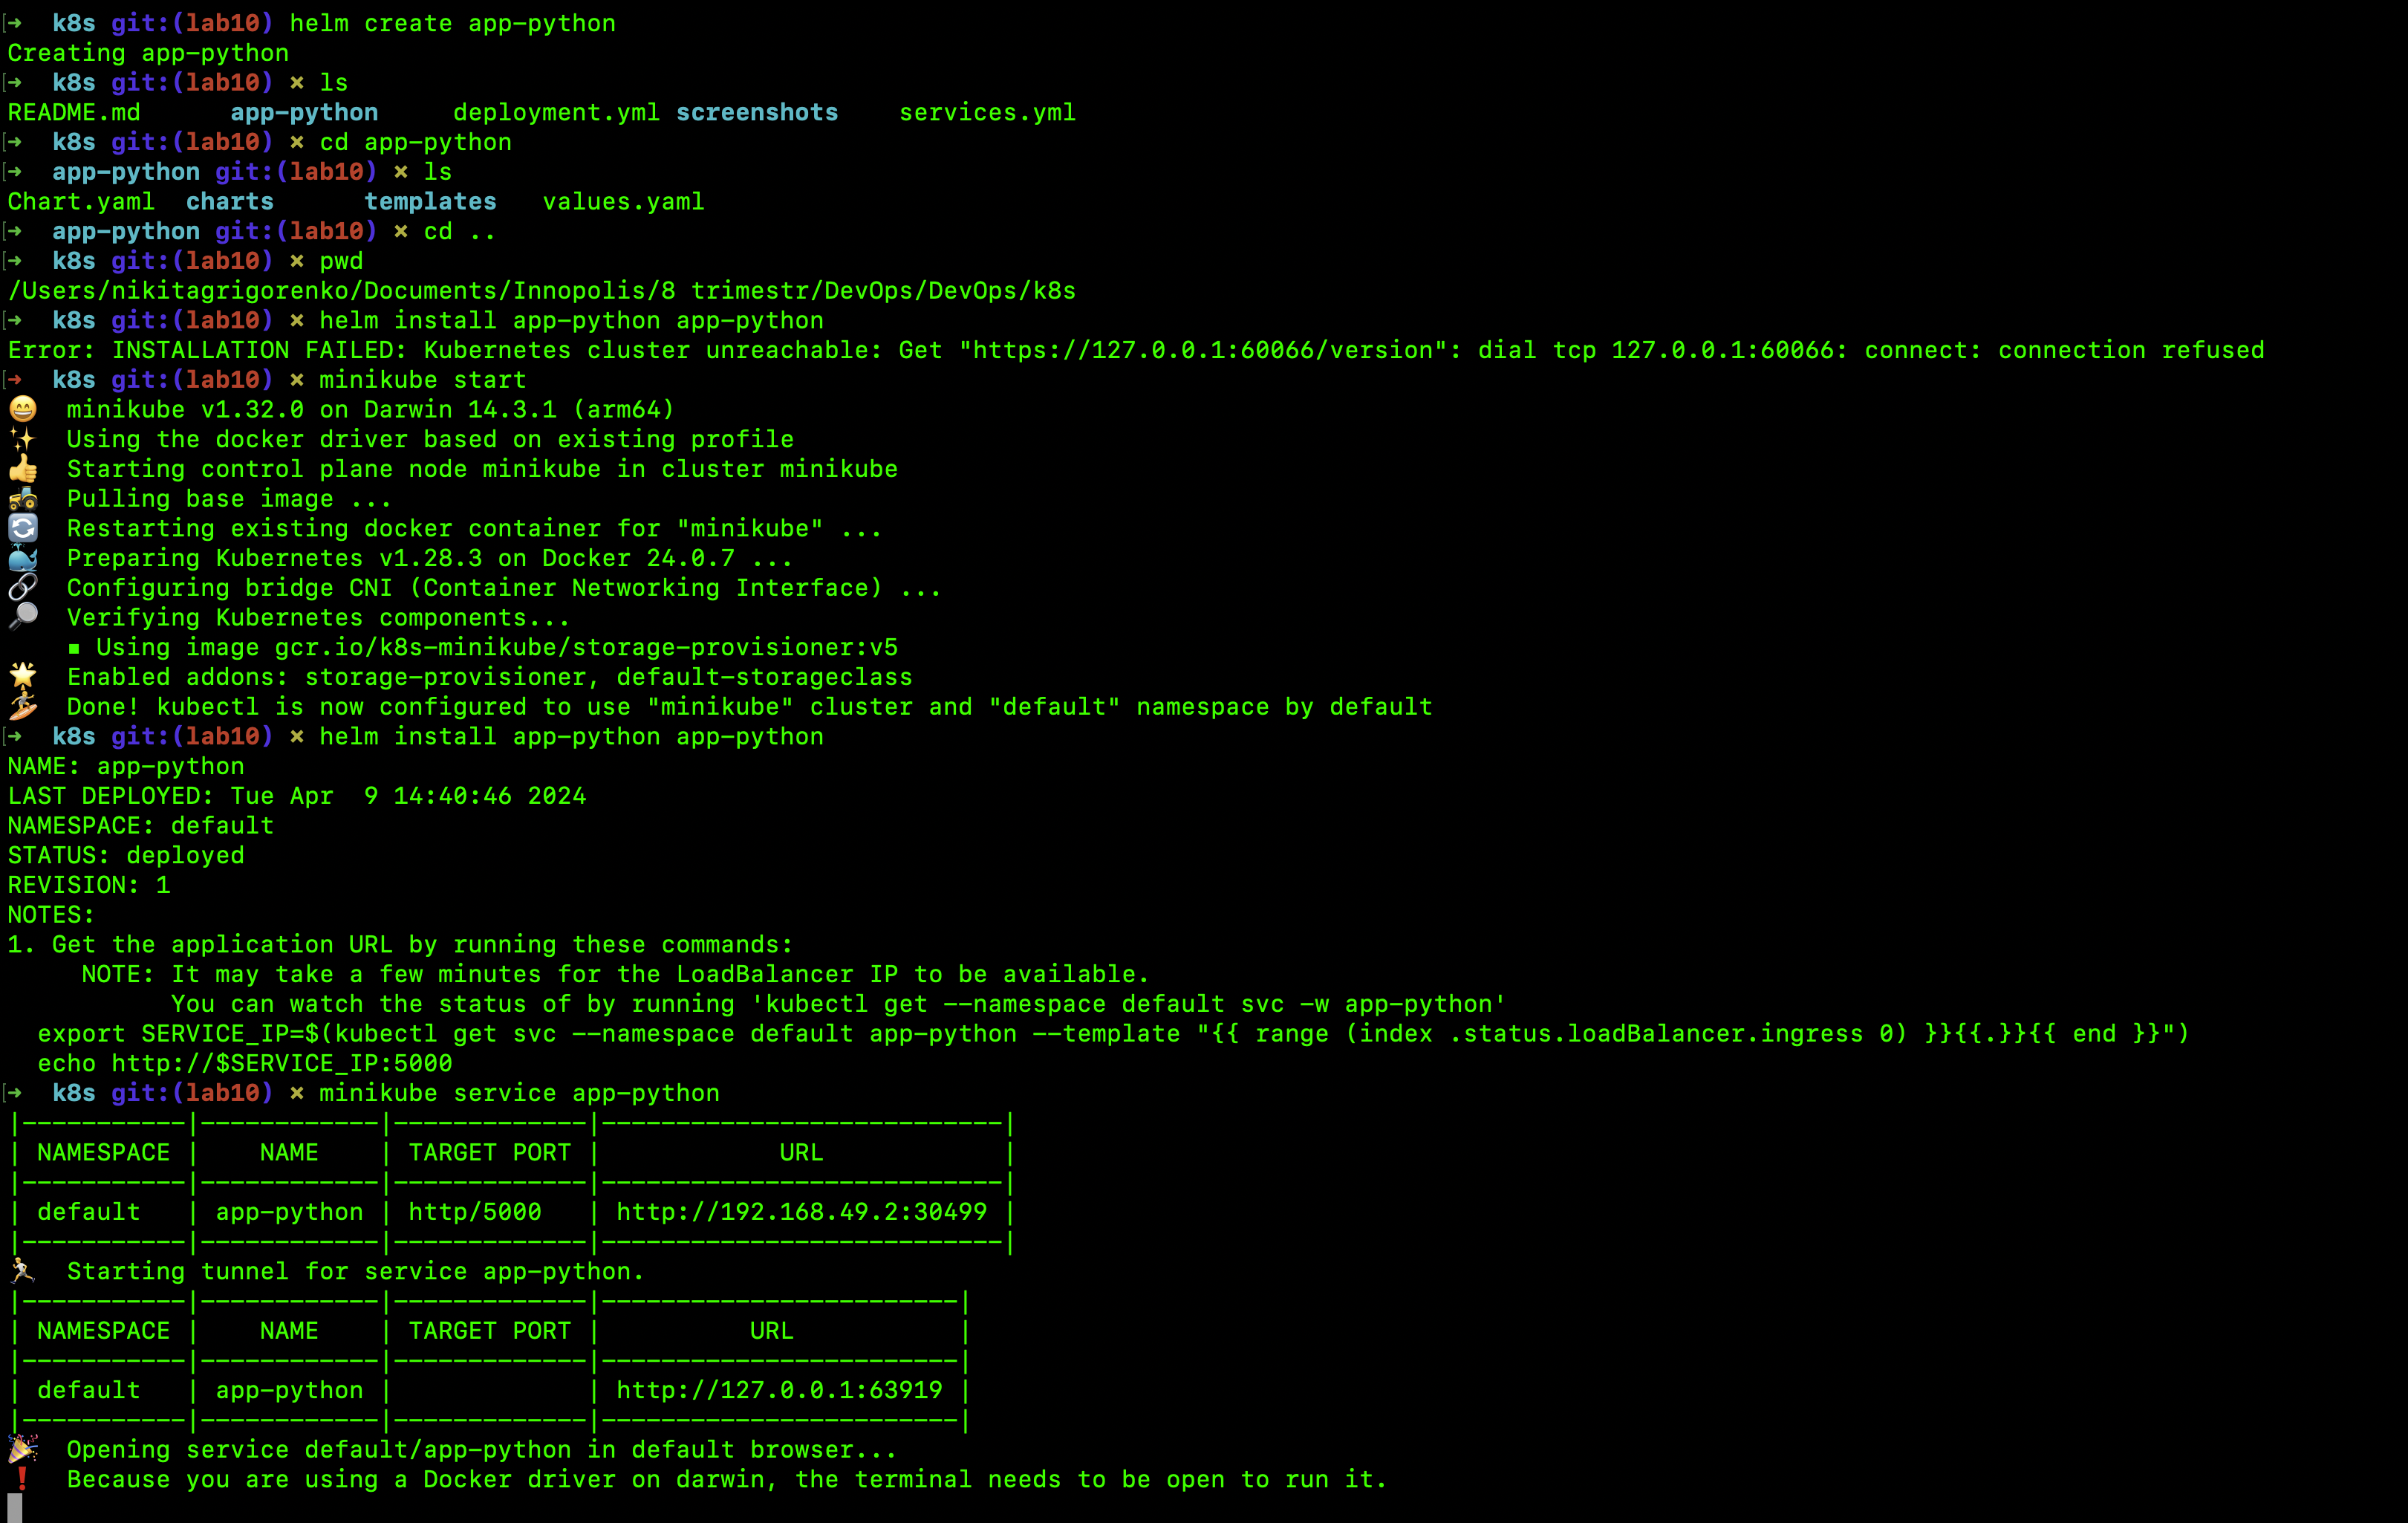 [→  k8s git:(lab10) helm create app-python
Creating app-python
[→  k8s git:(lab10) × ls
README.md      app-python     deployment.yml screenshots    services.yml
[→  k8s git:(lab10) × cd app-python
[→  app-python git:(lab10) × ls
Chart.yaml  charts      templates   values.yaml
[→  app-python git:(lab10) × cd ..
[→  k8s git:(lab10) × pwd
/Users/nikitagrigorenko/Documents/Innopolis/8 trimestr/DevOps/DevOps/k8s
[→  k8s git:(lab10) × helm install app-python app-python
Error: INSTALLATION FAILED: Kubernetes cluster unreachable: Get "https://127.0.0.1:60066/version": dial tcp 127.0.0.1:60066: connect: connection refused
[→  k8s git:(lab10) × minikube start
😄  minikube v1.32.0 on Darwin 14.3.1 (arm64)
✨  Using the docker driver based on existing profile
👍  Starting control plane node minikube in cluster minikube
🚜  Pulling base image ...
🔄  Restarting existing docker container for "minikube" ...
🐳  Preparing Kubernetes v1.28.3 on Docker 24.0.7 ...
🔗  Configuring bridge CNI (Container Networking Interface) ...
🔎  Verifying Kubernetes components...
    ▪ Using image gcr.io/k8s-minikube/storage-provisioner:v5
🌟  Enabled addons: storage-provisioner, default-storageclass
🏄  Done! kubectl is now configured to use "minikube" cluster and "default" namespace by default
[→  k8s git:(lab10) × helm install app-python app-python
NAME: app-python
LAST DEPLOYED: Tue Apr  9 14:40:46 2024
NAMESPACE: default
STATUS: deployed
REVISION: 1
NOTES:
1. Get the application URL by running these commands:
     NOTE: It may take a few minutes for the LoadBalancer IP to be available.
           You can watch the status of by running 'kubectl get --namespace default svc -w app-python'
  export SERVICE_IP=$(kubectl get svc --namespace default app-python --template "{{ range (index .status.loadBalancer.ingress 0) }}{{.}}{{ end }}")
  echo http://$SERVICE_IP:5000
[→  k8s git:(lab10) × minikube service app-python
|-----------|------------|-------------|---------------------------|
| NAMESPACE |    NAME    | TARGET PORT |            URL            |
|-----------|------------|-------------|---------------------------|
| default   | app-python | http/5000   | http://192.168.49.2:30499 |
|-----------|------------|-------------|---------------------------|
🏃  Starting tunnel for service app-python.
|-----------|------------|-------------|------------------------|
| NAMESPACE |    NAME    | TARGET PORT |          URL           |
|-----------|------------|-------------|------------------------|
| default   | app-python |             | http://127.0.0.1:63919 |
|-----------|------------|-------------|------------------------|
🎉  Opening service default/app-python in default browser...
❗  Because you are using a Docker driver on darwin, the terminal needs to be open to run it.